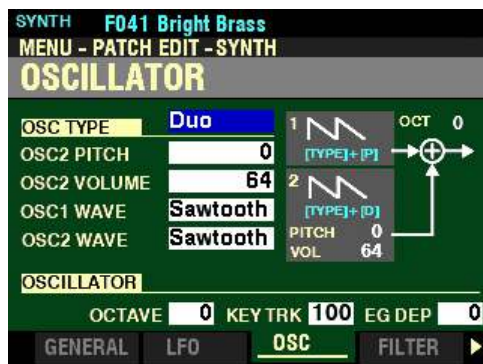 SYNTH F041 Bright Brass
MENU - PATCH EDIT - SYNTH
OSCILLATOR
OSC TYPE Duo
OSC2 PITCH 0
OSC2 VOLUME 64
OSC1 WAVE Sawtooth
OSC2 WAVE Sawtooth
1
[TYPE]+[P]
OCT 0
2
[TYPE]+[D]
PITCH 0
VOL 64
OSCILLATOR
OCTAVE 0 KEY TRK 100 EG DEP 0
GENERAL LFO OSC FILTER